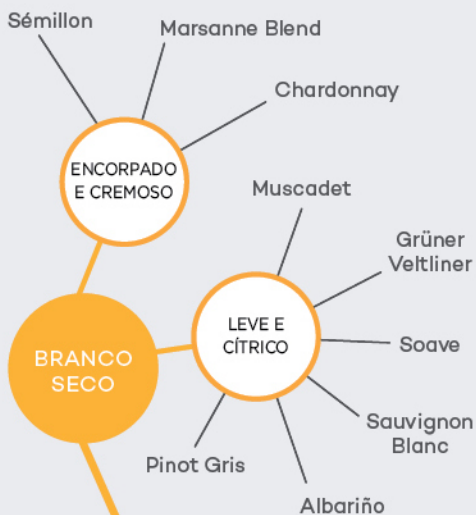 Sémillon
Marsanne Blend
Chardonnay
ENCORPADO
E CREMOSO
Muscadet
Grüner
Veltliner
LEVE E
CÍTRICO
Soave
BRANCO
SECO
Sauvignon
Blanc
Pinot Gris
Albariño